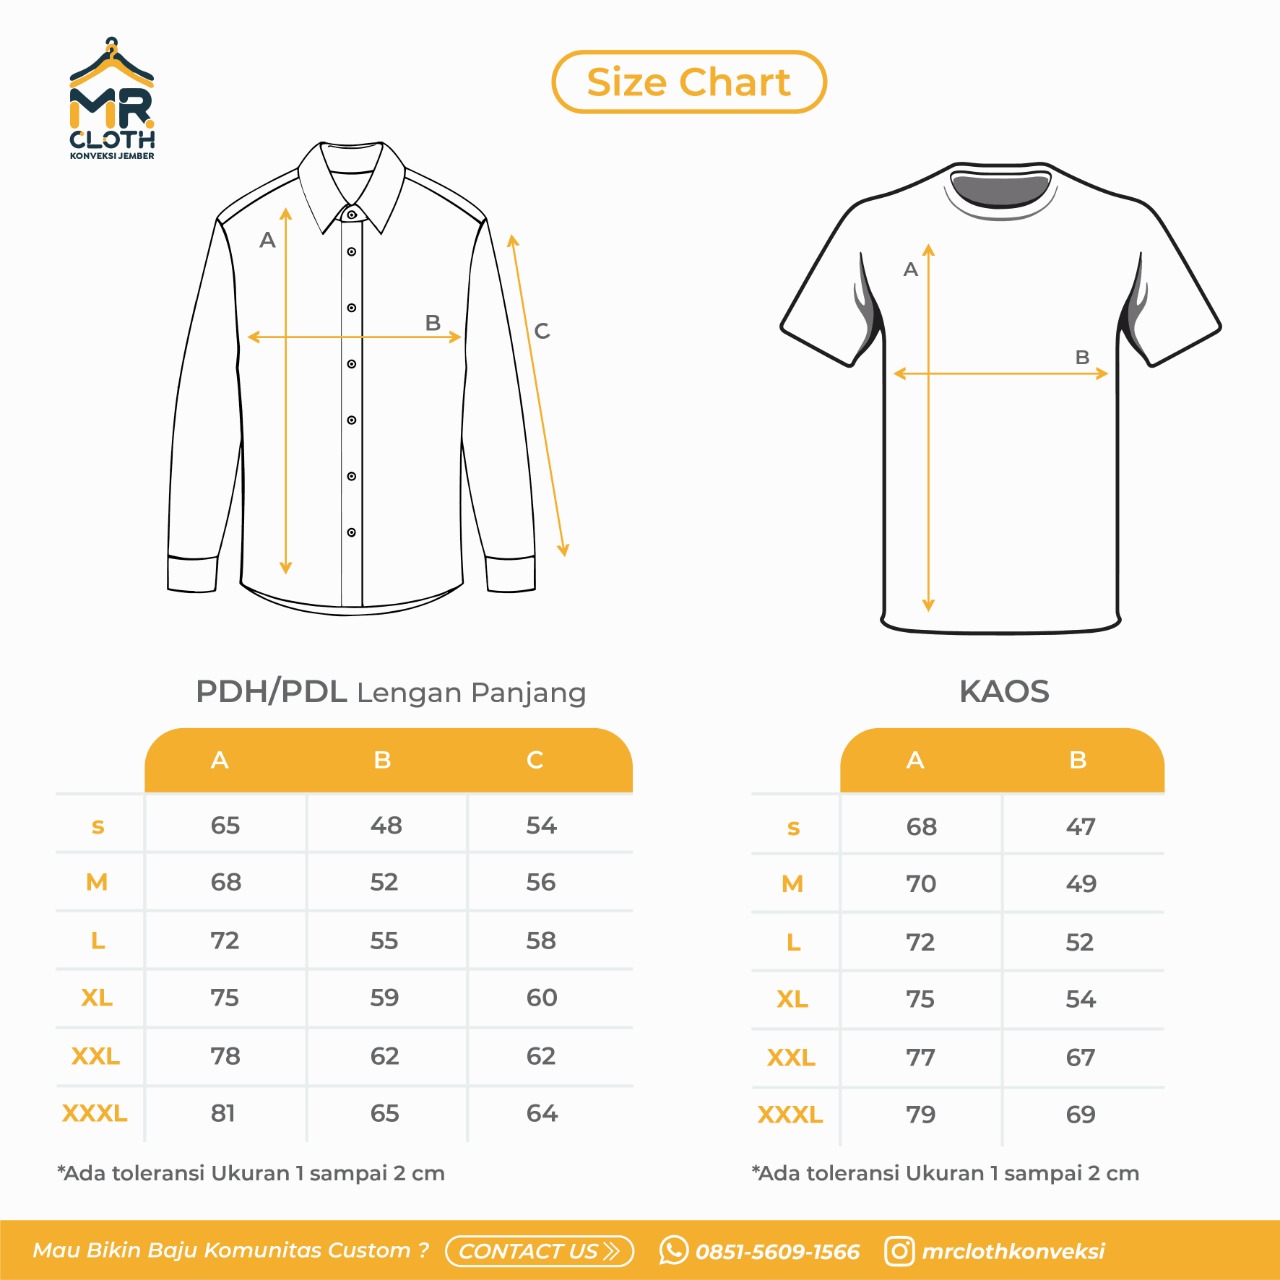 MR.
CLOTH
KONVEKSI JEMBER
Size Chart
A
B
C
A
B
PDH/PDL Lengan Panjang
A B C
s 65 48 54
M 68 52 56
L 72 55 58
XL 75 59 60
XXL 78 62 62
XXXL 81 65 64
*Ada toleransi Ukuran 1 sampai 2 cm
KAOS
A B
s 68 47
M 70 49
L 72 52
XL 75 54
XXL 77 67
XXXL 79 69
*Ada toleransi Ukuran 1 sampai 2 cm
Mau Bikin Baju Komunitas Custom ? CONTACT US 0851-5609-1566 mrclothkonveksi